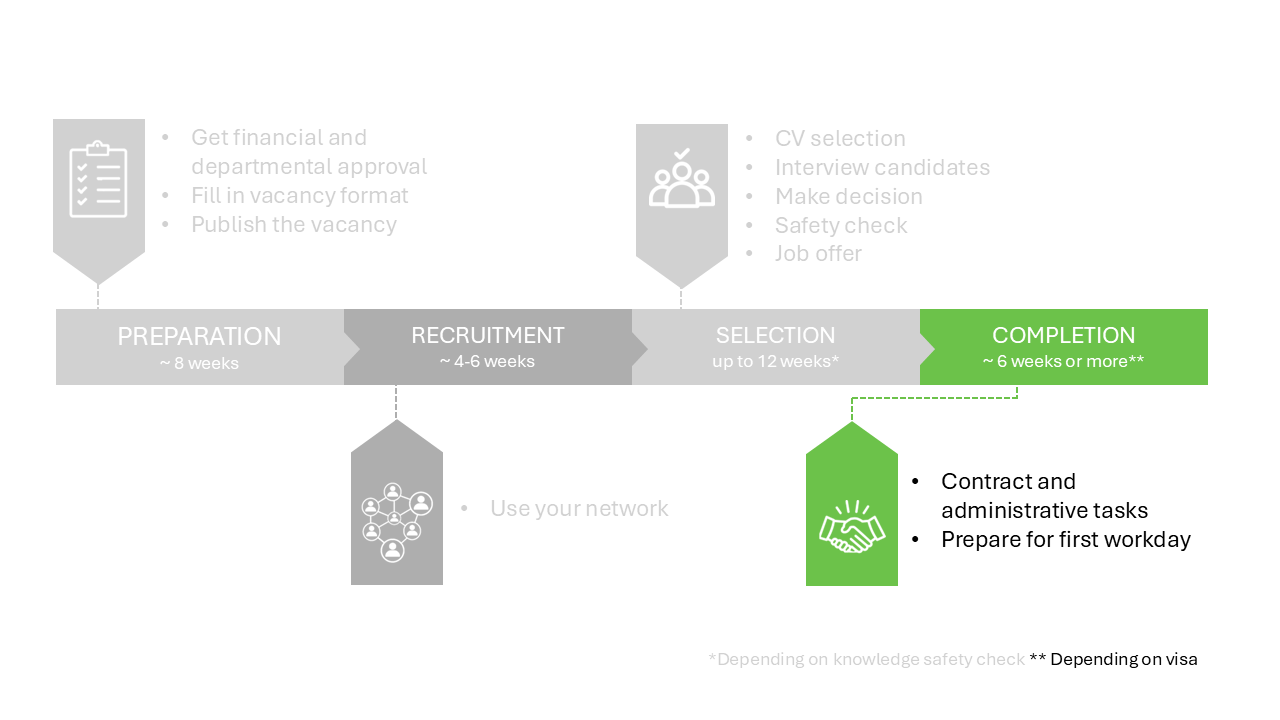 • Get financial and
departmental approval
• Fill in vacancy format
• Publish the vacancy
• CV selection
• Interview candidates
• Make decision
• Safety check
• Job offer
PREPARATION
~ 8 weeks
RECRUITMENT
~ 4-6 weeks
SELECTION
up to 12 weeks*
COMPLETION
~ 6 weeks or more**
• Use your network
• Contract and
administrative tasks
• Prepare for first workday
*Depending on knowledge safety check ** Depending on visa